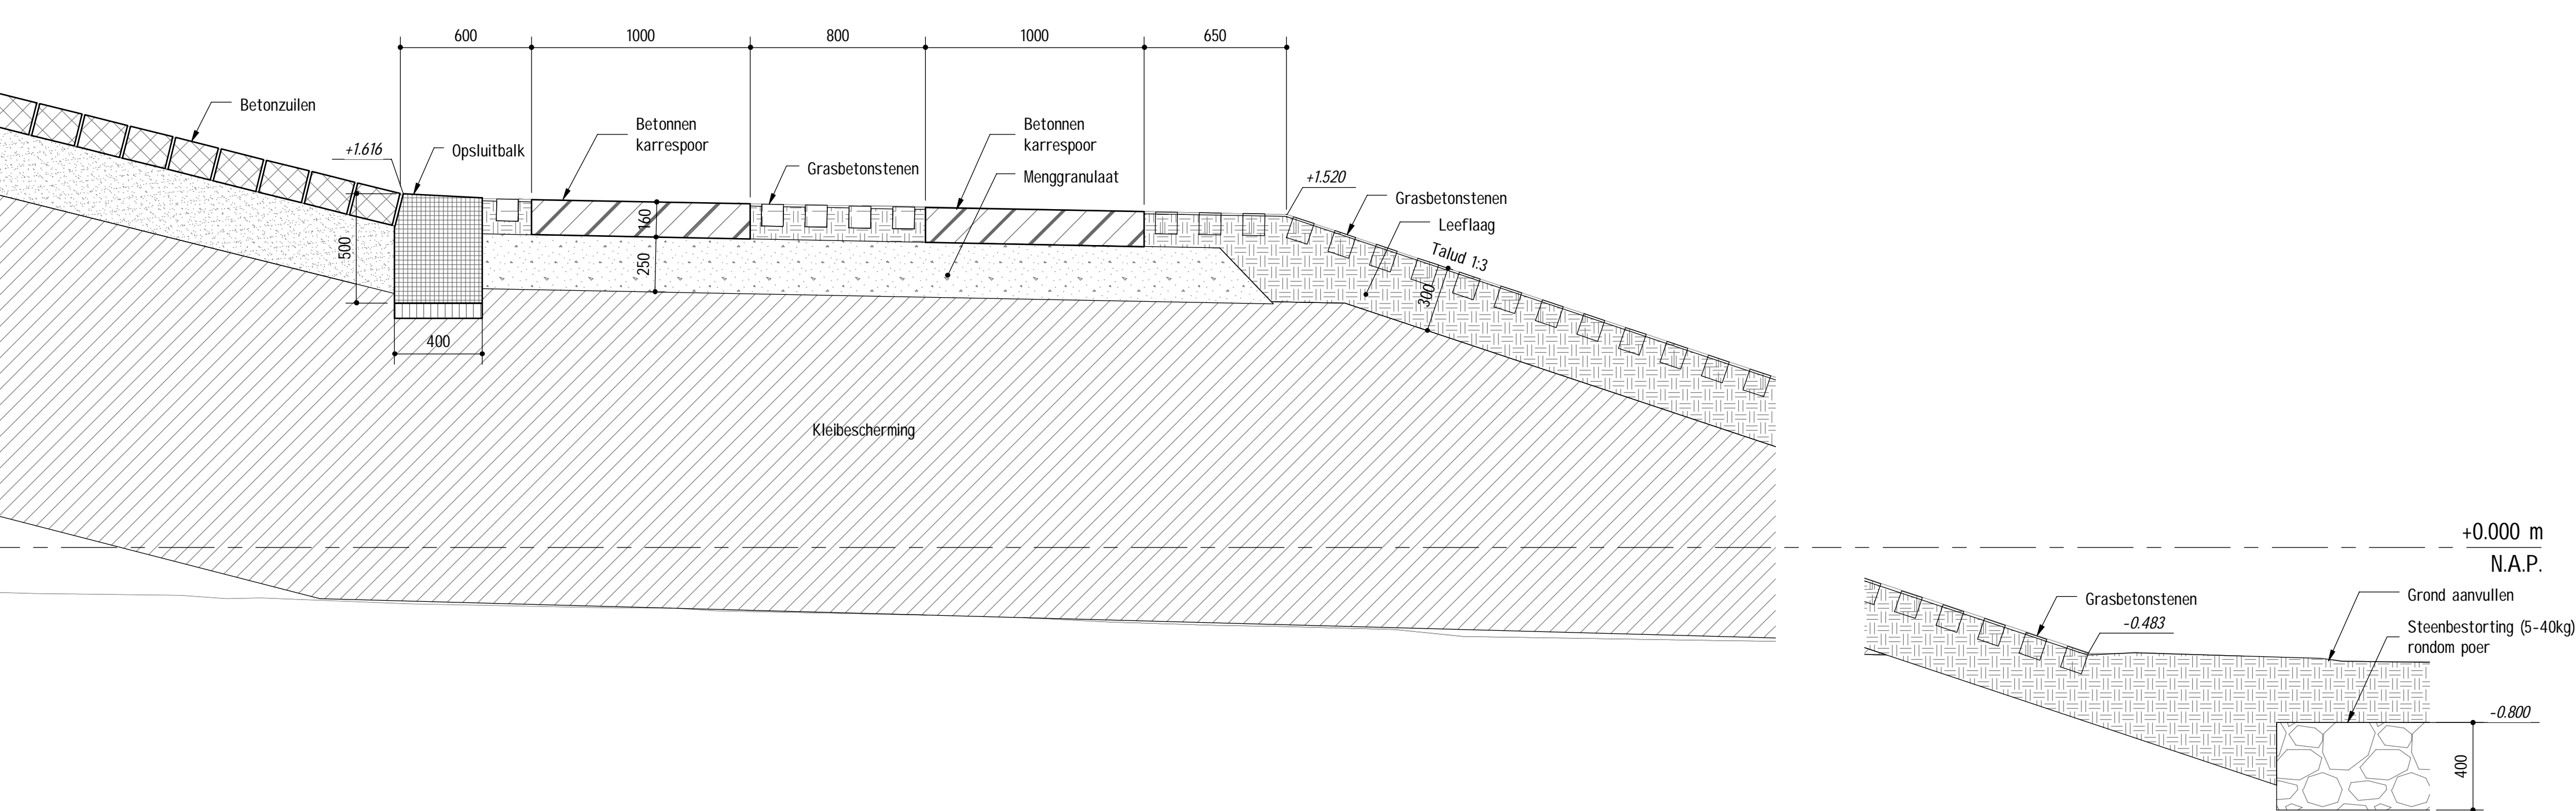 600
1000
800
1000
650
Betonzuilen
+1.616
Opsluitbalk
Betonnen
karrespoor
Grasbetonstenen
Betonnen
karrespoor
Menggranulaat
+1.520
Grasbetonstenen
Leeflaag
Talud 1:3
300
500
160
250
400
Kleibescherming
+0.000 m
N.A.P.
Grasbetonstenen
-0.483
Grond aanvullen
Steenbestorting (5-40kg)
rondom poer
-0.800
400